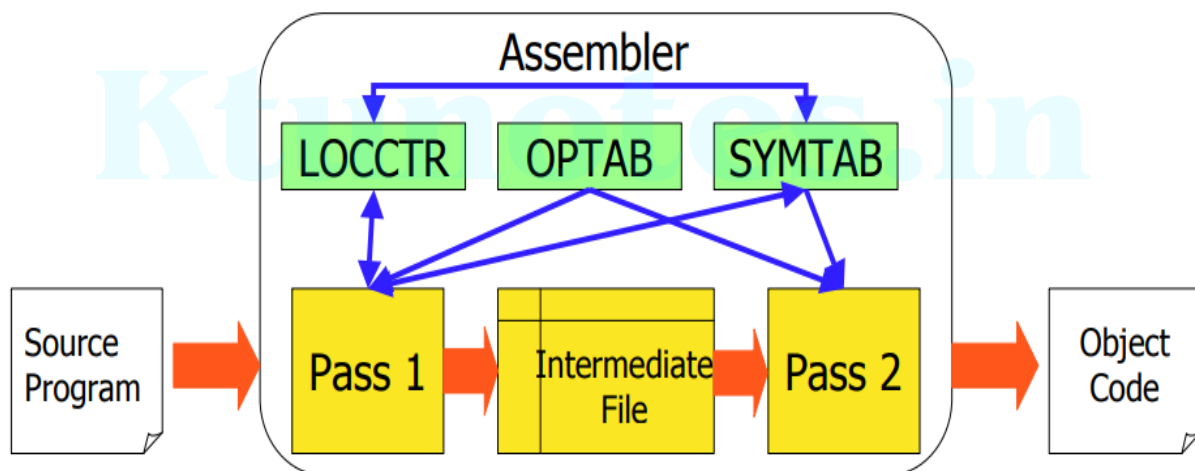 Ktunotes.in
Assembler
LOCCTR
OPTAB
SYMTAB
Source
Program
Pass 1
Intermediate
File
Pass 2
Object
Code